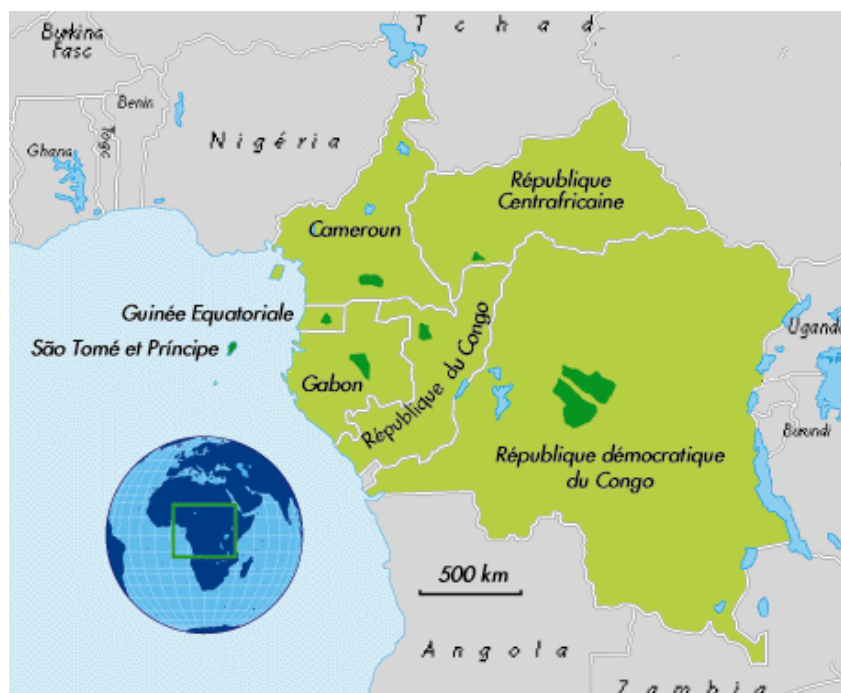 Tchad
Burkina
Fasc
Benin
Togo
Ghana
Nigéria
République
Centrafricaine
Cameroun
Guinée Equatoriale
São Tomé et Príncipe
Gabon
République du Congo
Ugand
Burundi
République démocratique
du Congo
500 km
Angola
Zambia